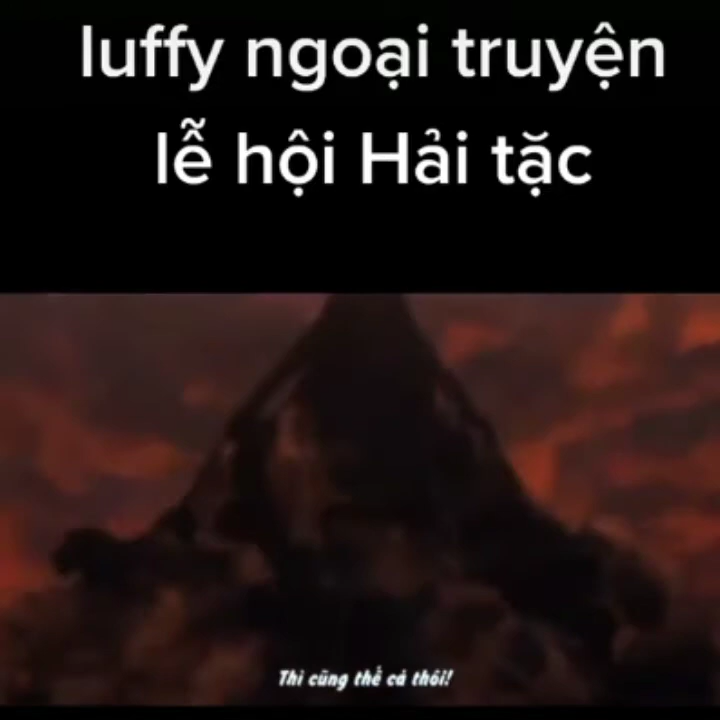 luffy ngoại truyện
lễ hội Hải tặc
Thì cũng thế cả thôi!